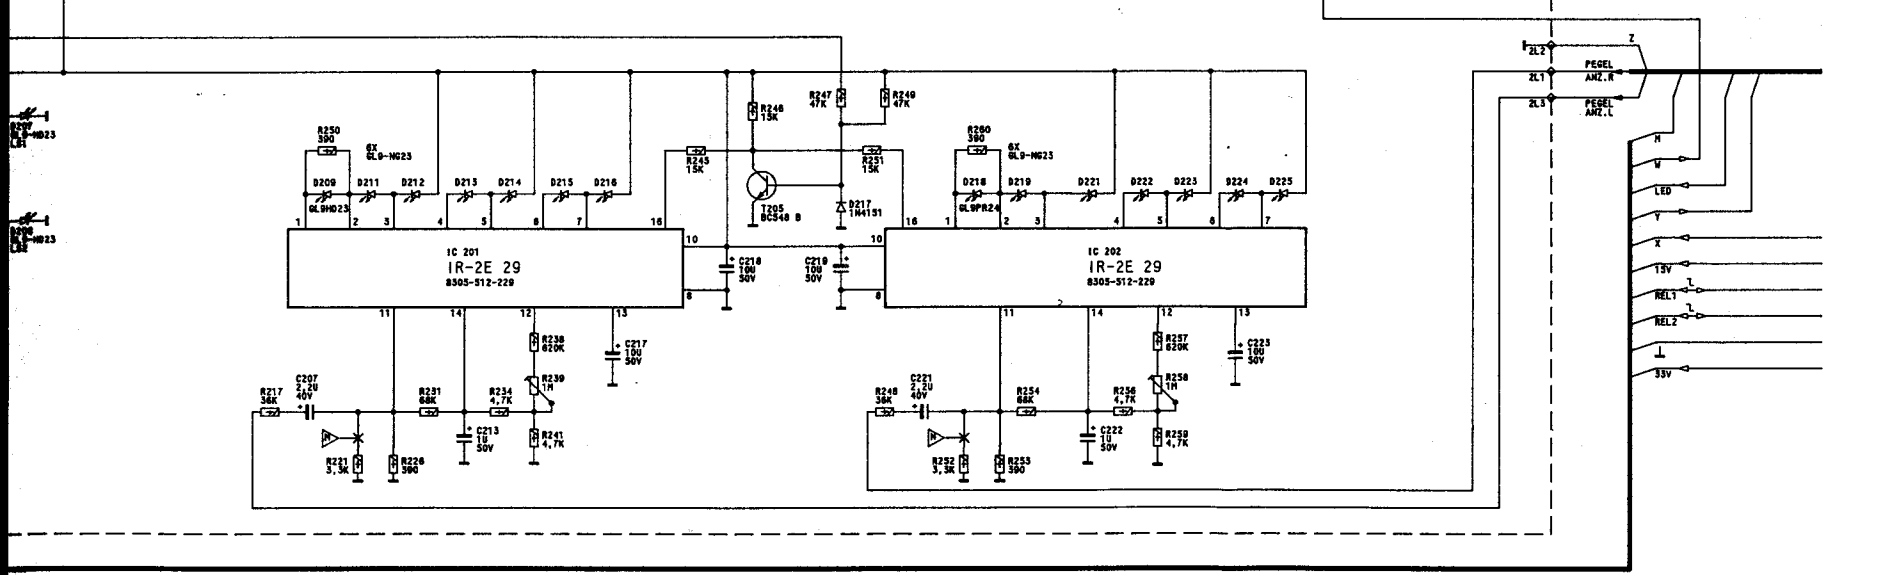 Z
2L2
2L1
PEGEL
ANZ.R
2L3
PEGEL
ANZ.L
M
W
LED
Y
X
15V
REL1
REL2
33V
LS1
R250
390
6X
GL9-NG23
D209
D211
D212
D213
D214
D215
D216
GL9HD23
1
2
3
4
5
6
7
16
R246
15K
R247
47K
R249
47K
R245
15K
R251
15K
T205
BC548 B
D217
1N4151
R260
390
6X
GL9-NG23
D218
D219
D221
D222
D223
D224
D225
GL9PR24
16
1
2
3
4
5
6
7
IC 201
IR-2E 29
8305-512-229
10
8
C218
10U
50V
C219
10U
50V
10
8
IC 202
IR-2E 29
8305-512-229
11
14
12
13
R238
620K
C217
10U
50V
R239
1M
R217
36K
C207
2,2U
40V
R231
68K
R234
4,7K
C213
1U
50V
R241
4,7K
M
R221
3,3K
R226
390
11
14
12
13
R257
620K
C223
10U
50V
R258
1M
R248
36K
C221
2,2U
40V
R254
68K
R256
4,7K
C222
1U
50V
R259
4,7K
M
R252
3,3K
R253
390